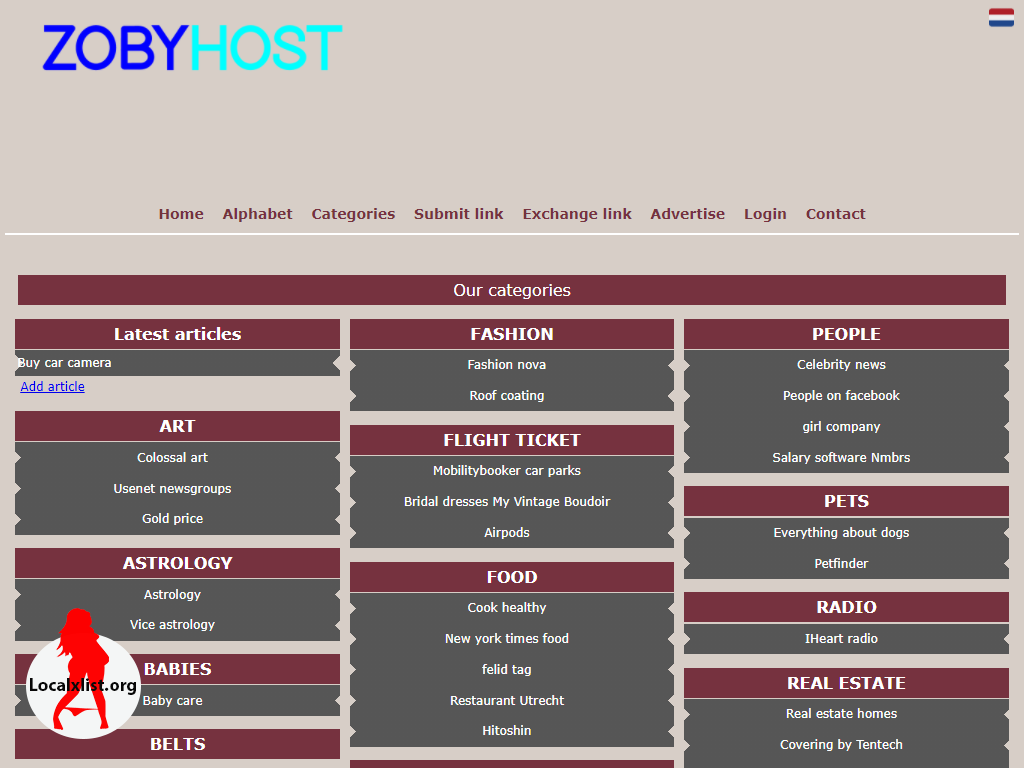 ZOBYHOST
Home Alphabet Categories Submit link Exchange link Advertise Login Contact
Our categories
Latest articles
Buy car camera
Add article
ART
Colossal art
Usenet newsgroups
Gold price
ASTROLOGY
Astrology
Vice astrology
BABIES
Baby care
BELTS
Localxlist.org
FASHION
Fashion nova
Roof coating
FLIGHT TICKET
Mobilitybooker car parks
Bridal dresses My Vintage Boudoir
Airpods
FOOD
Cook healthy
New york times food
felid tag
Restaurant Utrecht
Hitoshin
PEOPLE
Celebrity news
People on facebook
girl company
Salary software Nmbrs
PETS
Everything about dogs
Petfinder
RADIO
IHeart radio
REAL ESTATE
Real estate homes
Covering by Tentech